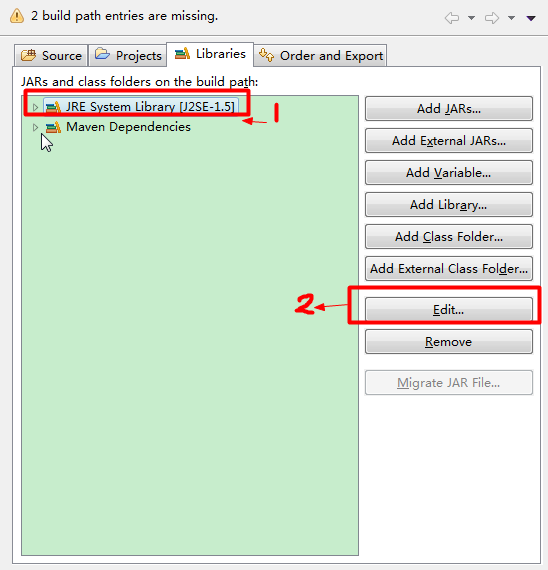 2 build path entries are missing.
Source
Projects
Libraries
Order and Export
JARs and class folders on the build path:
JRE System Library [J2SE-1.5]
Maven Dependencies
1
2
Add JARs...
Add External JARs...
Add Variable...
Add Library...
Add Class Folder...
Add External Class Folder...
Edit...
Remove
Migrate JAR File...